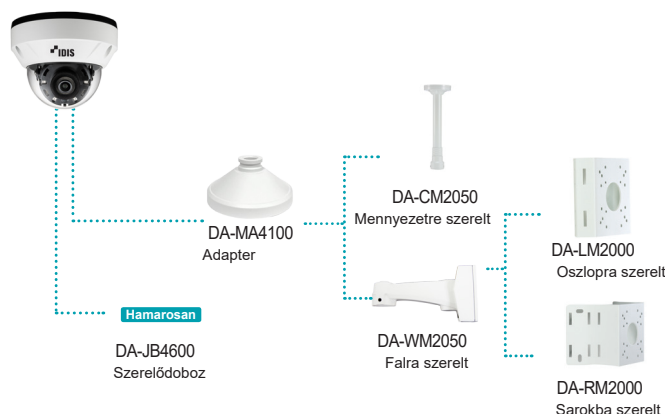 IDIS
DA-CM2050
Mennyezetre szerelt
DA-MA4100
Adapter
DA-LM2000
Oszlopra szerelt
Hamarosan
DA-JB4600
Szerelődoboz
DA-WM2050
Falra szerelt
DA-RM2000
Sarokba szerelt